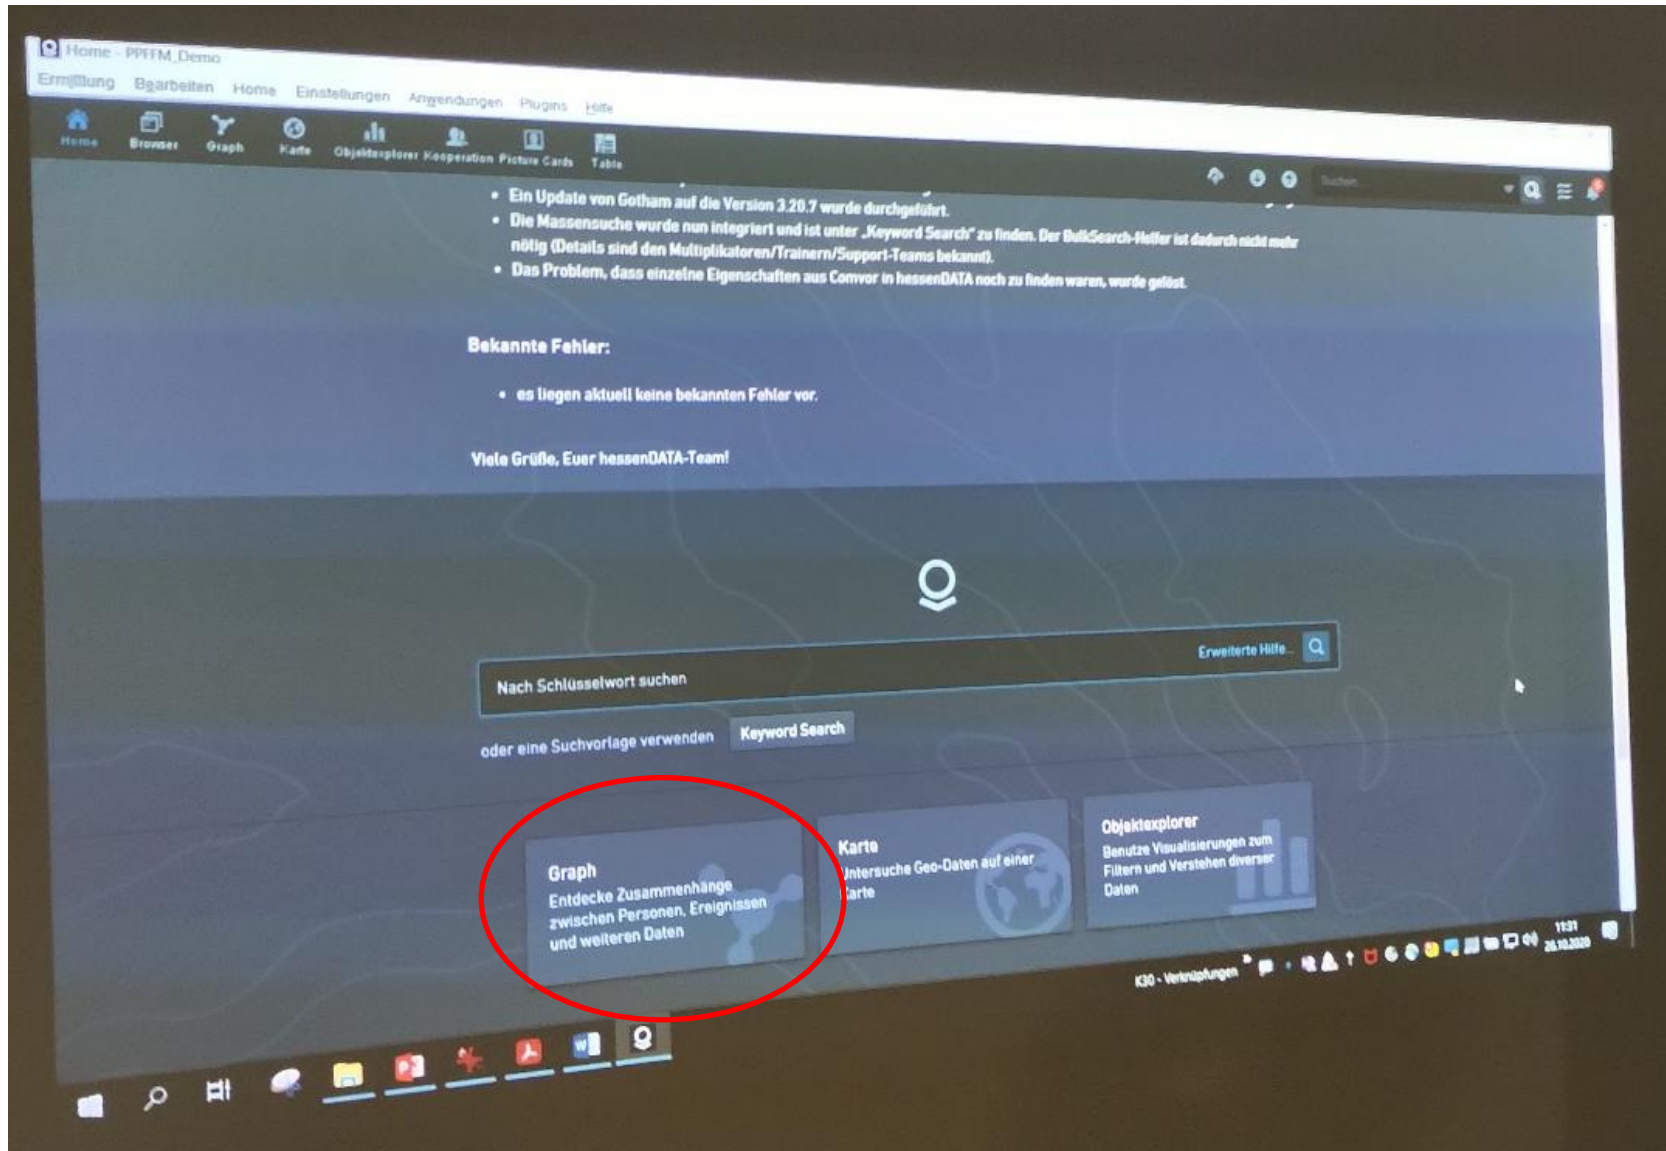 Home - PPFFM_Demo
Ermittlung Bearbeiten Home Einstellungen Anwendungen Plugins Hilfe
Home Browser Graph Karte Objektexplorer Kooperation Picture Cards Table
Suchen...
• Ein Update von Gotham auf die Version 3.20.7 wurde durchgeführt.
• Die Massensuche wurde nun integriert und ist unter „Keyword Search" zu finden. Der BulkSearch-Helfer ist dadurch nicht mehr
nötig (Details sind den Multiplikatoren/Trainern/Support-Teams bekannt).
• Das Problem, dass einzelne Eigenschaften aus Comvor in hessenDATA noch zu finden waren, wurde gelöst.
Bekannte Fehler:
• es liegen aktuell keine bekannten Fehler vor.
Viele Grüße, Euer hessenDATA-Team!
Nach Schlüsselwort suchen
Erweiterte Hilfe...
oder eine Suchvorlage verwenden
Keyword Search
Graph
Entdecke Zusammenhänge
zwischen Personen, Ereignissen
und weiteren Daten
Karte
Untersuche Geo-Daten auf einer
Karte
Objektexplorer
Benutze Visualisierungen zum
Filtern und Verstehen diverser
Daten
K30 - Verknüpfungen
11:31
26.10.2020